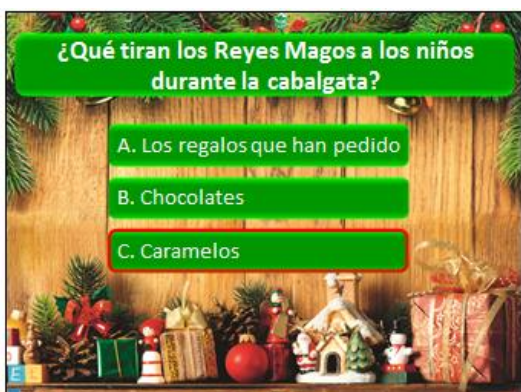 ¿Qué tiran los Reyes Magos a los niños
durante la cabalgata?
A. Los regalos que han pedido
B. Chocolates
C. Caramelos